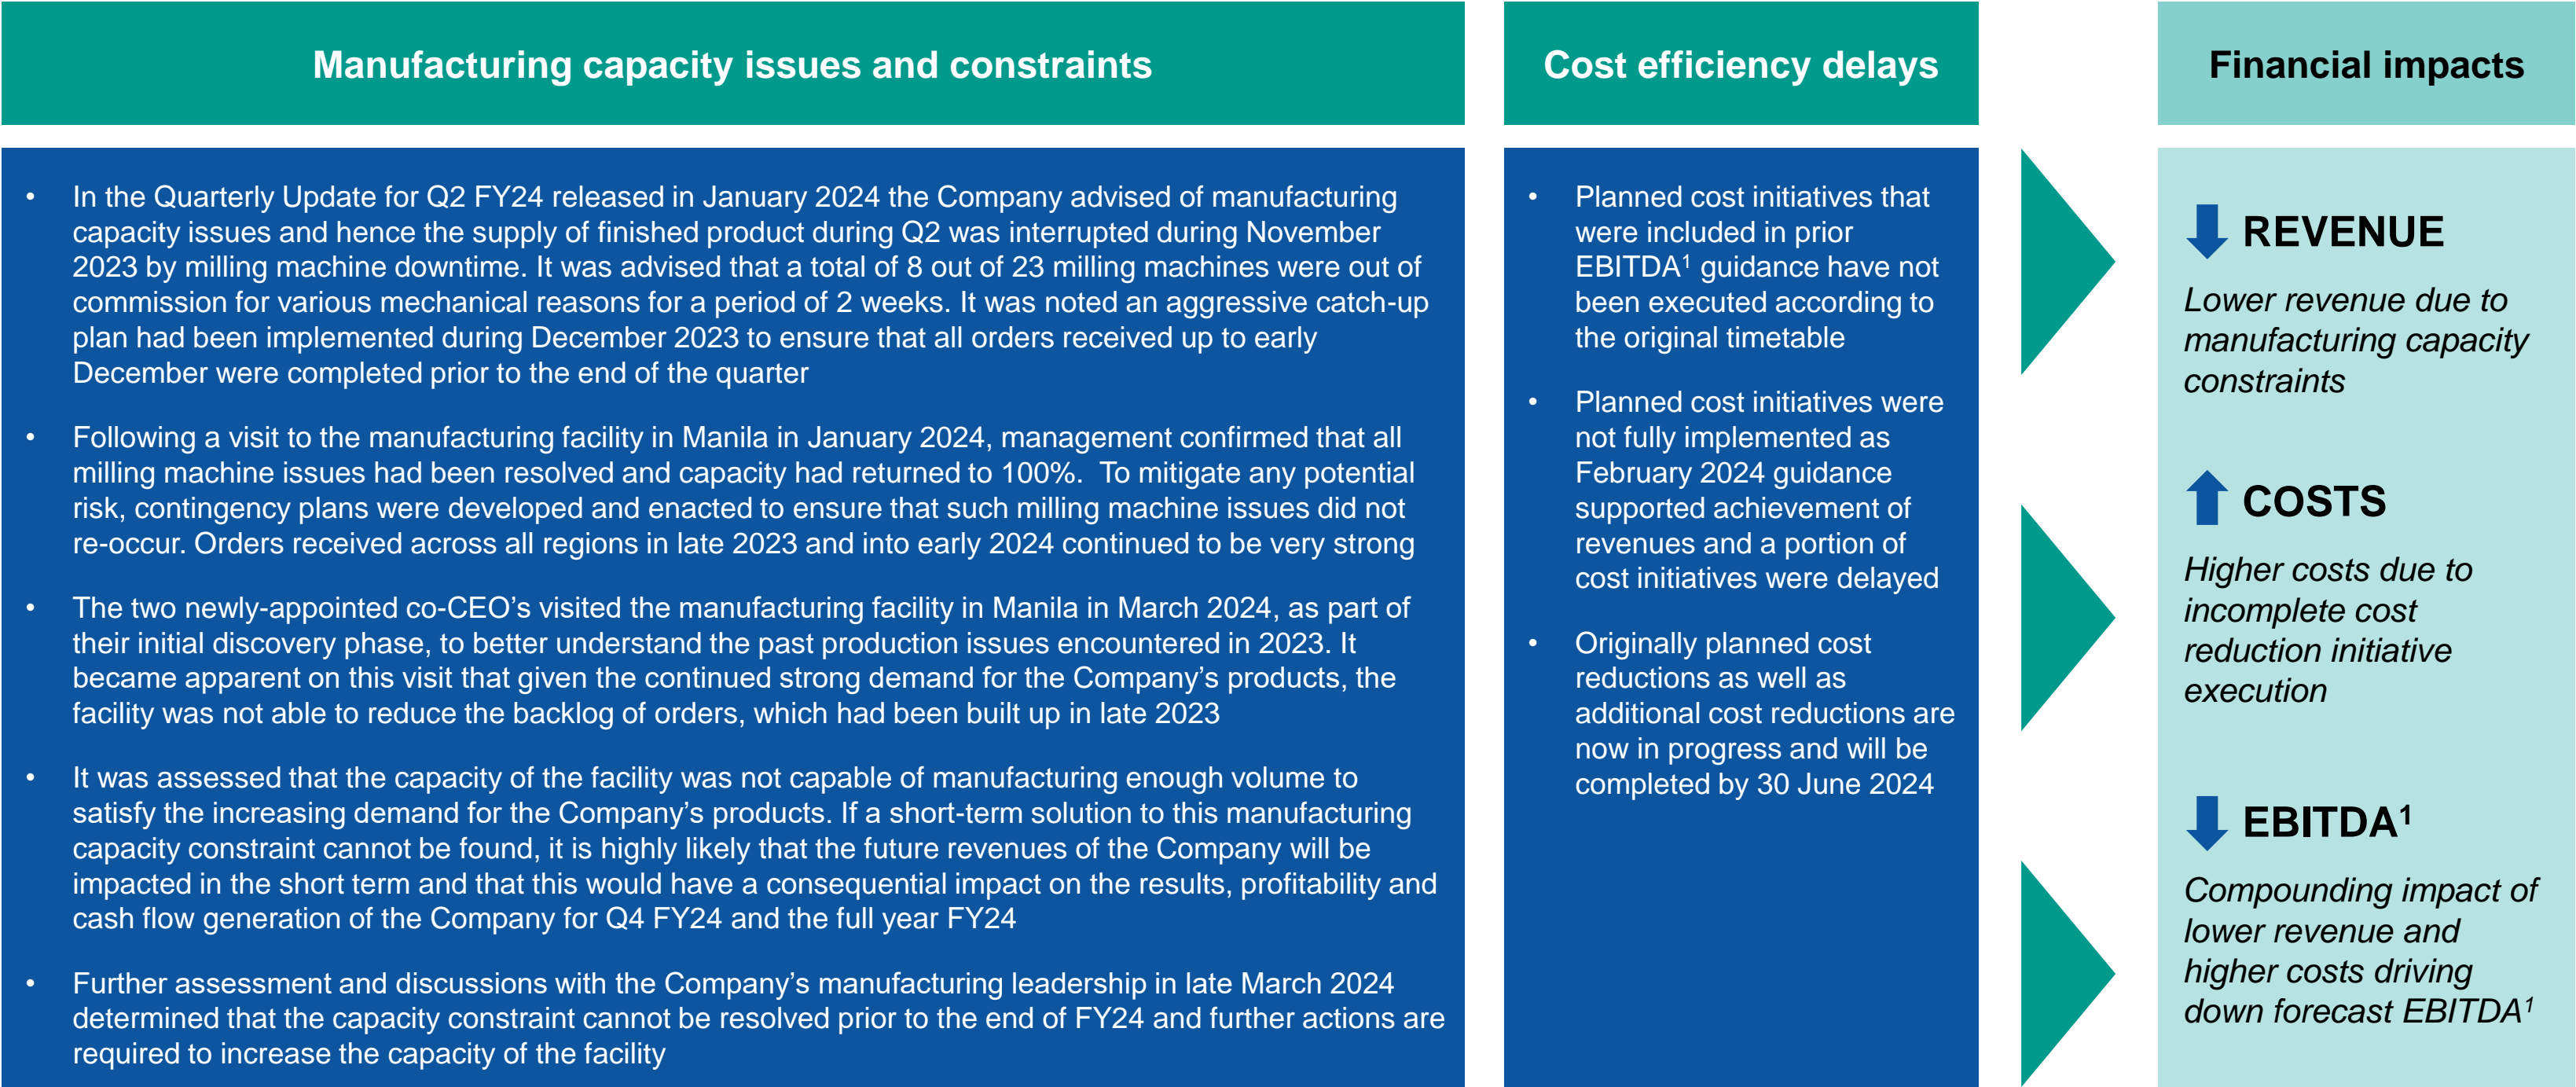 Manufacturing capacity issues and constraints
• In the Quarterly Update for Q2 FY24 released in January 2024 the Company advised of manufacturing
capacity issues and hence the supply of finished product during Q2 was interrupted during November
2023 by milling machine downtime. It was advised that a total of 8 out of 23 milling machines were out of
commission for various mechanical reasons for a period of 2 weeks. It was noted an aggressive catch-up
plan had been implemented during December 2023 to ensure that all orders received up to early
December were completed prior to the end of the quarter
• Following a visit to the manufacturing facility in Manila in January 2024, management confirmed that all
milling machine issues had been resolved and capacity had returned to 100%. To mitigate any potential
risk, contingency plans were developed and enacted to ensure that such milling machine issues did not
re-occur. Orders received across all regions in late 2023 and into early 2024 continued to be very strong
• The two newly-appointed co-CEO’s visited the manufacturing facility in Manila in March 2024, as part of
their initial discovery phase, to better understand the past production issues encountered in 2023. It
became apparent on this visit that given the continued strong demand for the Company’s products, the
facility was not able to reduce the backlog of orders, which had been built up in late 2023
• It was assessed that the capacity of the facility was not capable of manufacturing enough volume to
satisfy the increasing demand for the Company’s products. If a short-term solution to this manufacturing
capacity constraint cannot be found, it is highly likely that the future revenues of the Company will be
impacted in the short term and that this would have a consequential impact on the results, profitability and
cash flow generation of the Company for Q4 FY24 and the full year FY24
• Further assessment and discussions with the Company’s manufacturing leadership in late March 2024
determined that the capacity constraint cannot be resolved prior to the end of FY24 and further actions are
required to increase the capacity of the facility
Cost efficiency delays
• Planned cost initiatives that
were included in prior
EBITDA¹ guidance have not
been executed according to
the original timetable
• Planned cost initiatives were
not fully implemented as
February 2024 guidance
supported achievement of
revenues and a portion of
cost initiatives were delayed
• Originally planned cost
reductions as well as
additional cost reductions are
now in progress and will be
completed by 30 June 2024
Financial impacts
REVENUE
Lower revenue due to
manufacturing capacity
constraints
COSTS
Higher costs due to
incomplete cost
reduction initiative
execution
EBITDA¹
Compounding impact of
lower revenue and
higher costs driving
down forecast EBITDA¹